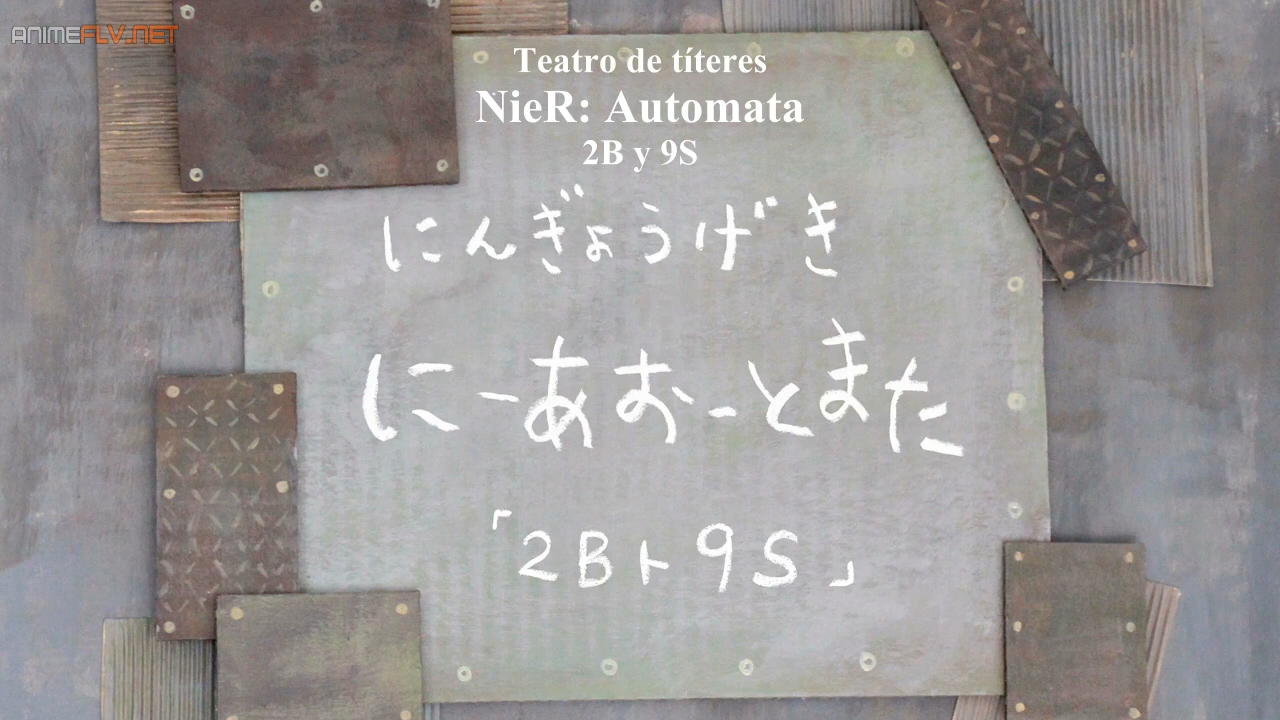 ANIMEFLV.NET
Teatro de títeres
NieR: Automata
2B y 9S
にんぎょうげき
にーあおーとまた
「2Bト9S」